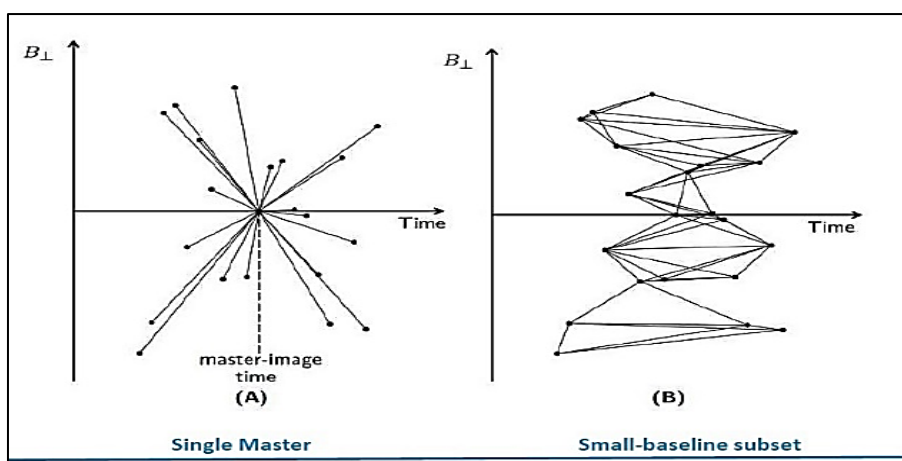 B⊥
Time
master-image
time
(A)
Single Master
B⊥
Time
(B)
Small-baseline subset